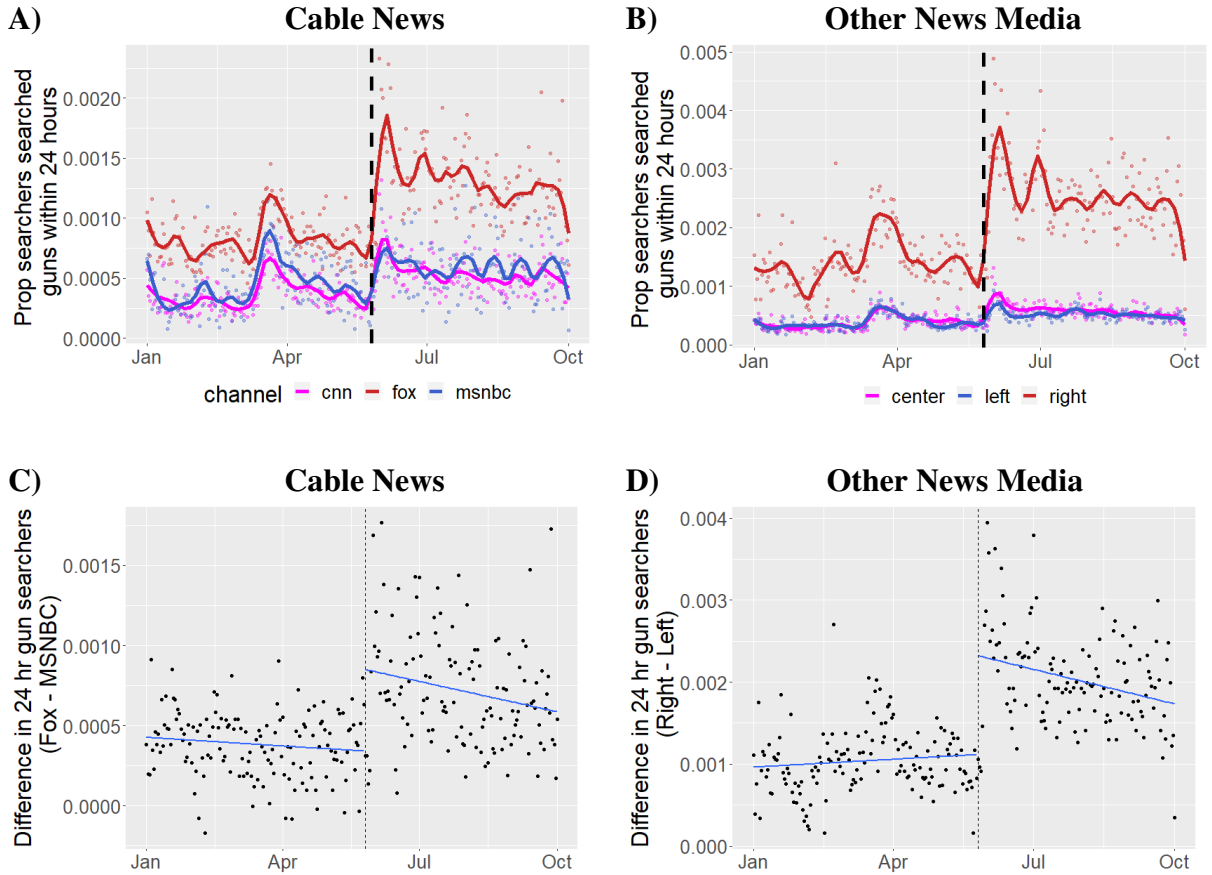 A)
Cable News
Prop searchers searched
guns within 24 hours
0.0020
0.0015
0.0010
0.0005
0.0000
Jan
Apr
Jul
Oct
channel cnn fox msnbc
B)
Other News Media
Prop searchers searched
guns within 24 hours
0.005
0.004
0.003
0.002
0.001
0.000
Jan
Apr
Jul
Oct
center left right
C)
Cable News
Difference in 24 hr gun searchers
(Fox - MSNBC)
0.0015
0.0010
0.0005
0.0000
Jan
Apr
Jul
Oct
D)
Other News Media
Difference in 24 hr gun searchers
(Right - Left)
0.004
0.003
0.002
0.001
0.000
Jan
Apr
Jul
Oct